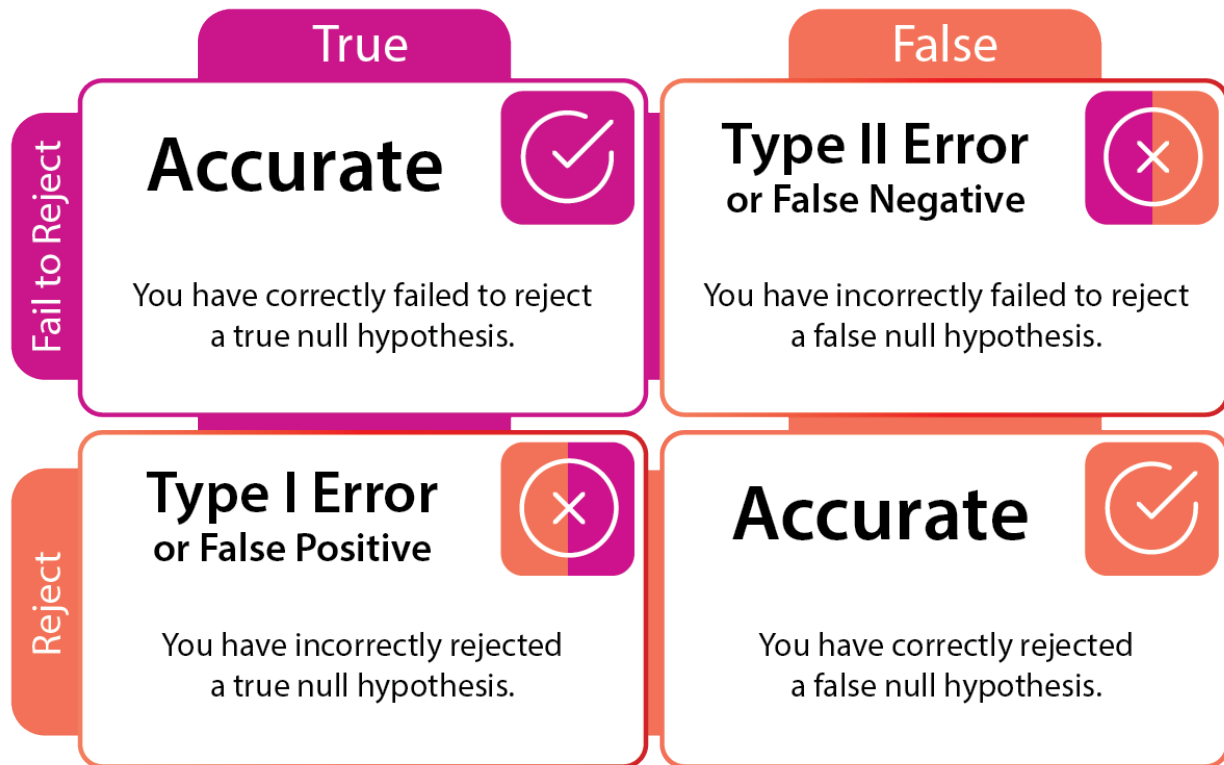 True
False
Fail to Reject
Accurate
You have correctly failed to reject
a true null hypothesis.
Type II Error
or False Negative
You have incorrectly failed to reject
a false null hypothesis.
Reject
Type I Error
or False Positive
You have incorrectly rejected
a true null hypothesis.
Accurate
You have correctly rejected
a false null hypothesis.